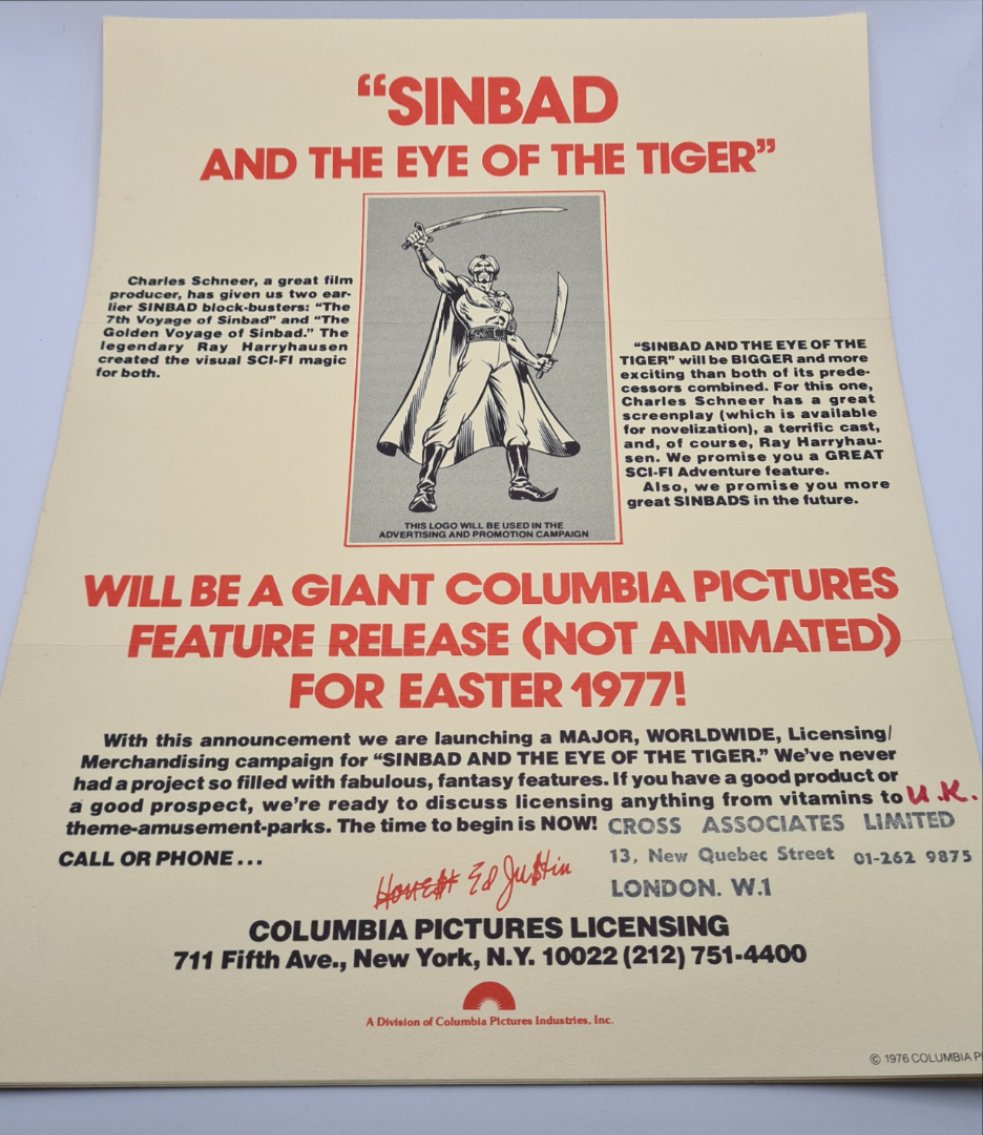 “SINBAD
AND THE EYE OF THE TIGER”
Charles Schneer, a great film
producer, has given us two ear-
lier SINBAD block-busters: “The
7th Voyage of Sinbad” and “The
Golden Voyage of Sinbad.” The
legendary Ray Harryhausen
created the visual SCI-FI magic
for both.
THIS LOGO WILL BE USED IN THE
ADVERTISING AND PROMOTION CAMPAIGN
“SINBAD AND THE EYE OF THE
TIGER” will be BIGGER and more
exciting than both of its prede-
cessors combined. For this one,
Charles Schneer has a great
screenplay (which is available
for novelization), a terrific cast,
and, of course, Ray Harryhau-
sen. We promise you a GREAT
SCI-FI Adventure feature.
Also, we promise you more
great SINBADS in the future.
WILL BE A GIANT COLUMBIA PICTURES
FEATURE RELEASE (NOT ANIMATED)
FOR EASTER 1977!
With this announcement we are launching a MAJOR, WORLDWIDE, Licensing/
Merchandising campaign for “SINBAD AND THE EYE OF THE TIGER.” We’ve never
had a project so filled with fabulous, fantasy features. If you have a good product or
a good prospect, we’re ready to discuss licensing anything from vitamins to
theme-amusement-parks. The time to begin is NOW!
U.K.
CROSS ASSOCIATES LIMITED
13, New Quebec Street 01-262 9875
LONDON. W.1
CALL OR PHONE...
Hone$t Ed Ju$tin
COLUMBIA PICTURES LICENSING
711 Fifth Ave., New York, N.Y. 10022 (212) 751-4400
A Division of Columbia Pictures Industries, Inc.
© 1976 COLUMBIA P